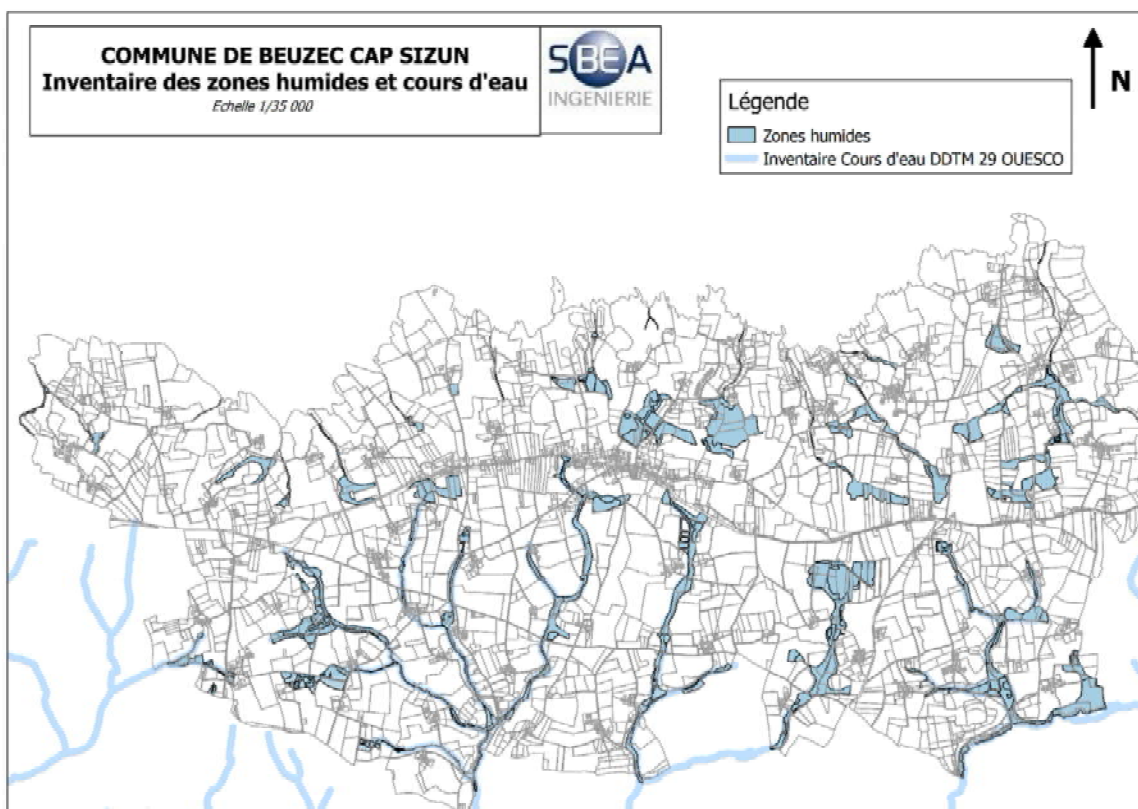 COMMUNE DE BEUZEC CAP SIZUN
Inventaire des zones humides et cours d'eau
Echelle 1/35 000
SBEA
INGENIERIE
N
Légende
Zones humides
Inventaire Cours d'eau DDTM 29 OUESCO